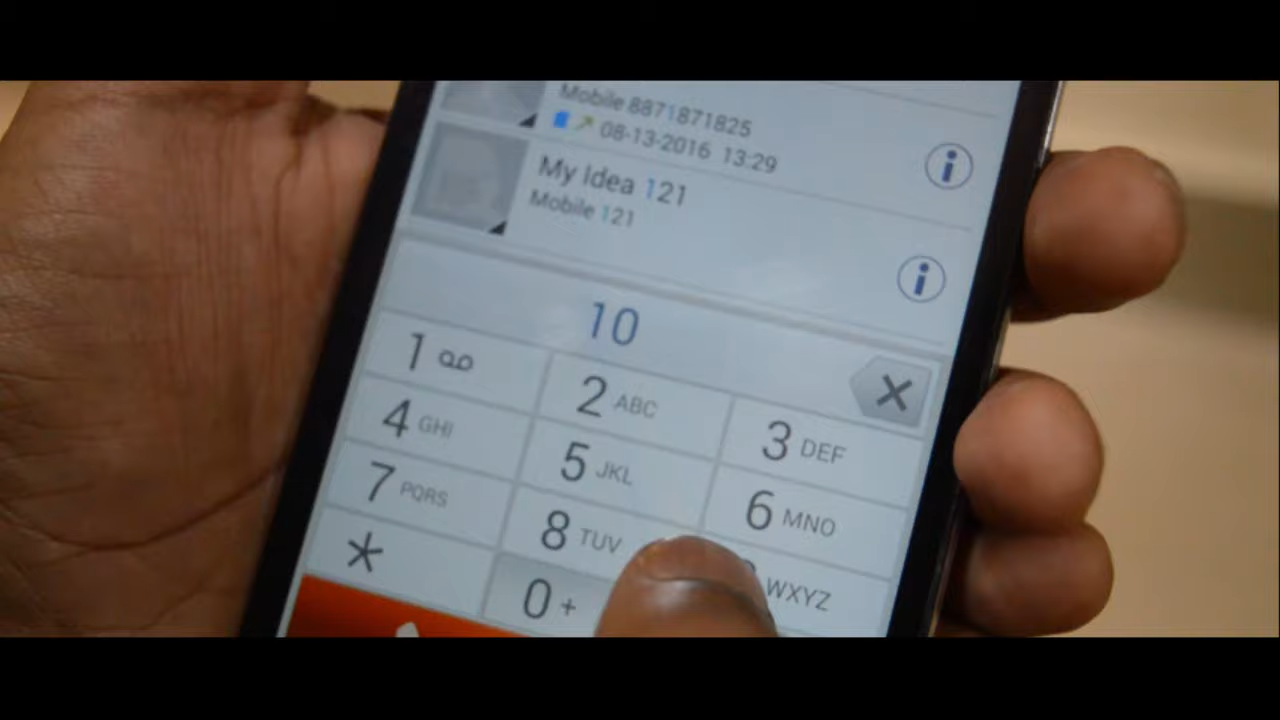 Mobile 8871871825
08-13-2016 13:29
My Idea 121
Mobile 121
10
1
2 ABC
3 DEF
4 GHI
5 JKL
6 MNO
7 PQRS
8 TUV
WXYZ
*
0 +